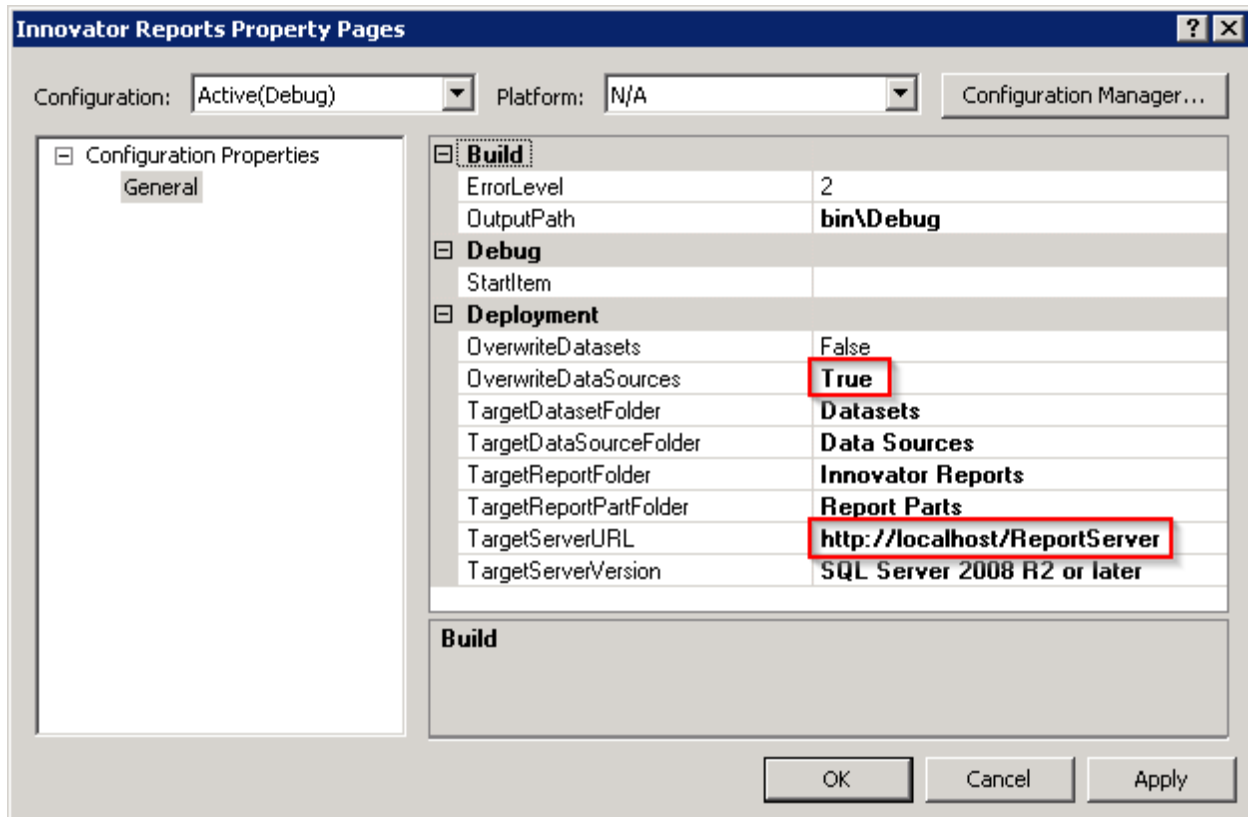 Innovator Reports Property Pages
Configuration: Active(Debug) Platform: N/A Configuration Manager...
Configuration Properties
General
Build
ErrorLevel 2
OutputPath bin\Debug
Debug
StartItem
Deployment
OverwriteDatasets False
OverwriteDataSources True
TargetDatasetFolder Datasets
TargetDataSourceFolder Data Sources
TargetReportFolder Innovator Reports
TargetReportPartFolder Report Parts
TargetServerURL http://localhost/ReportServer
TargetServerVersion SQL Server 2008 R2 or later
Build
OK Cancel Apply